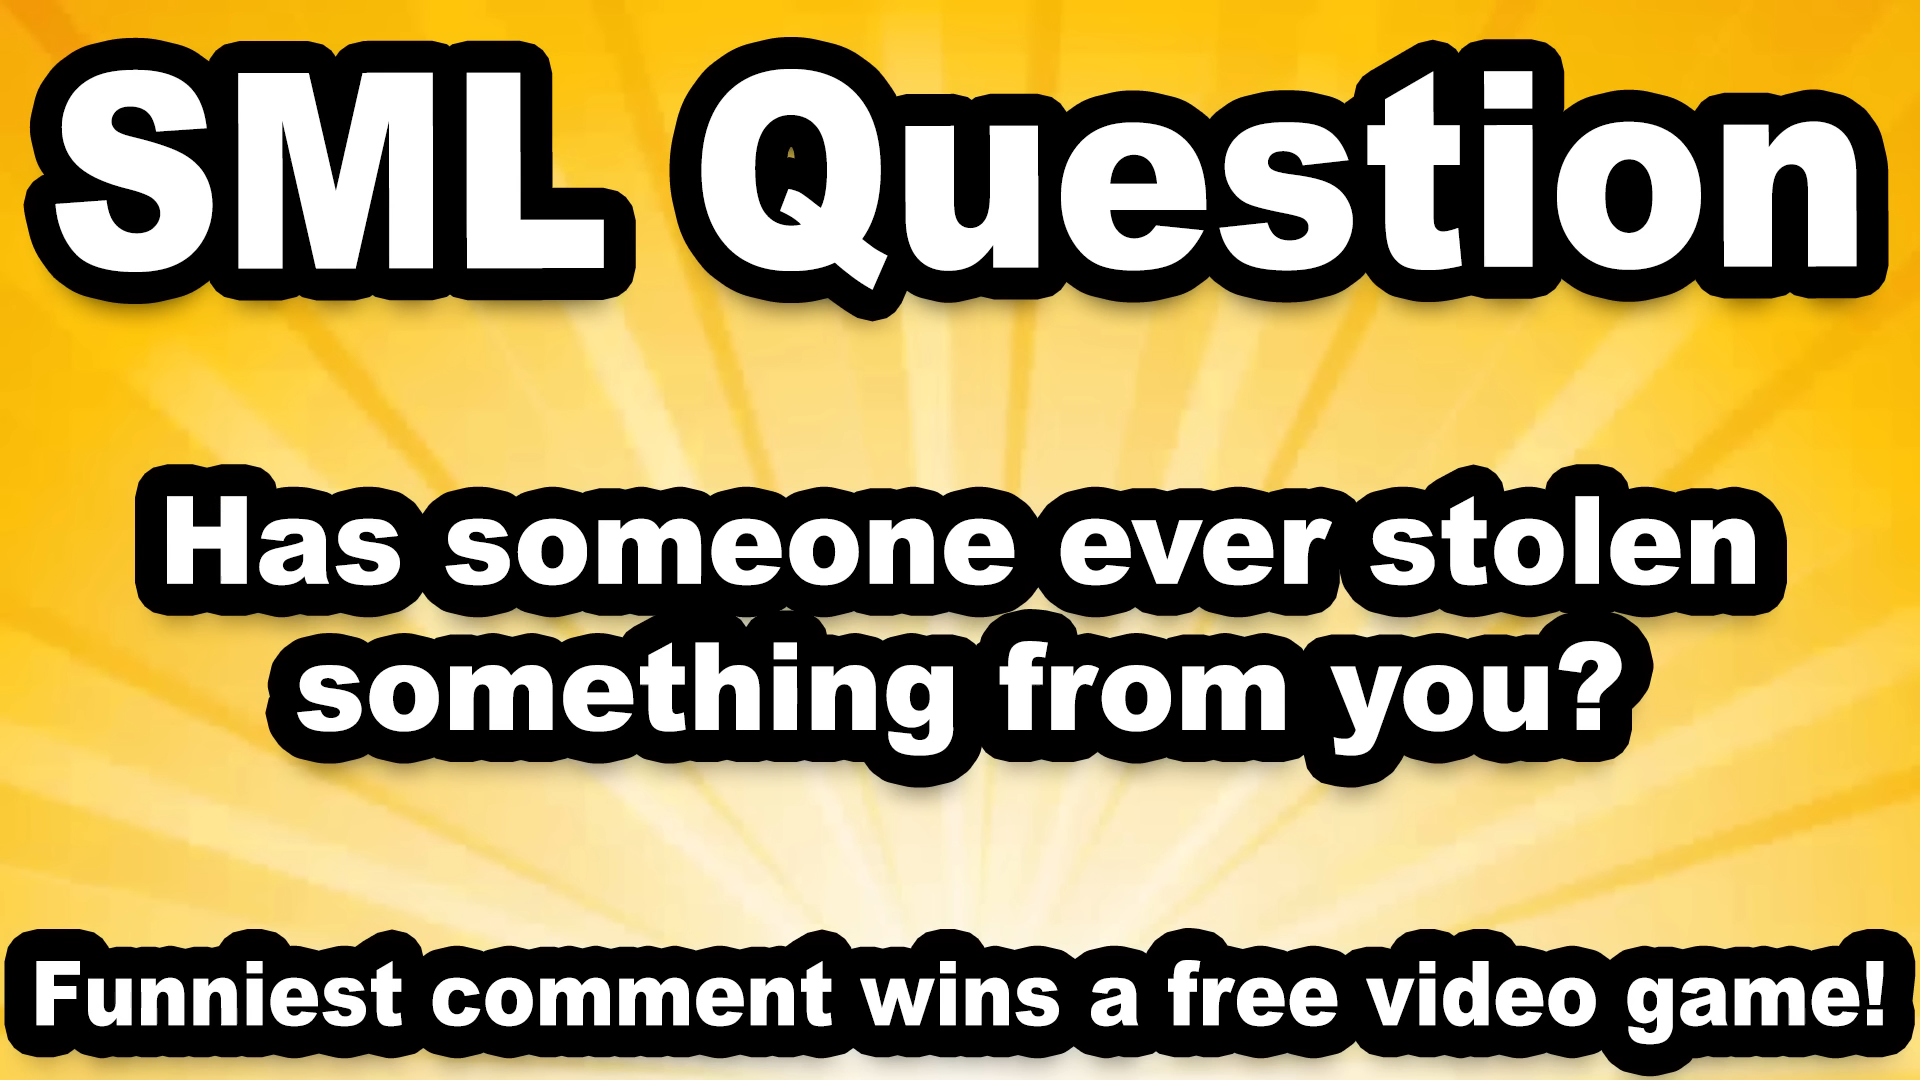 SML Question
Has someone ever stolen
something from you?
Funniest comment wins a free video game!